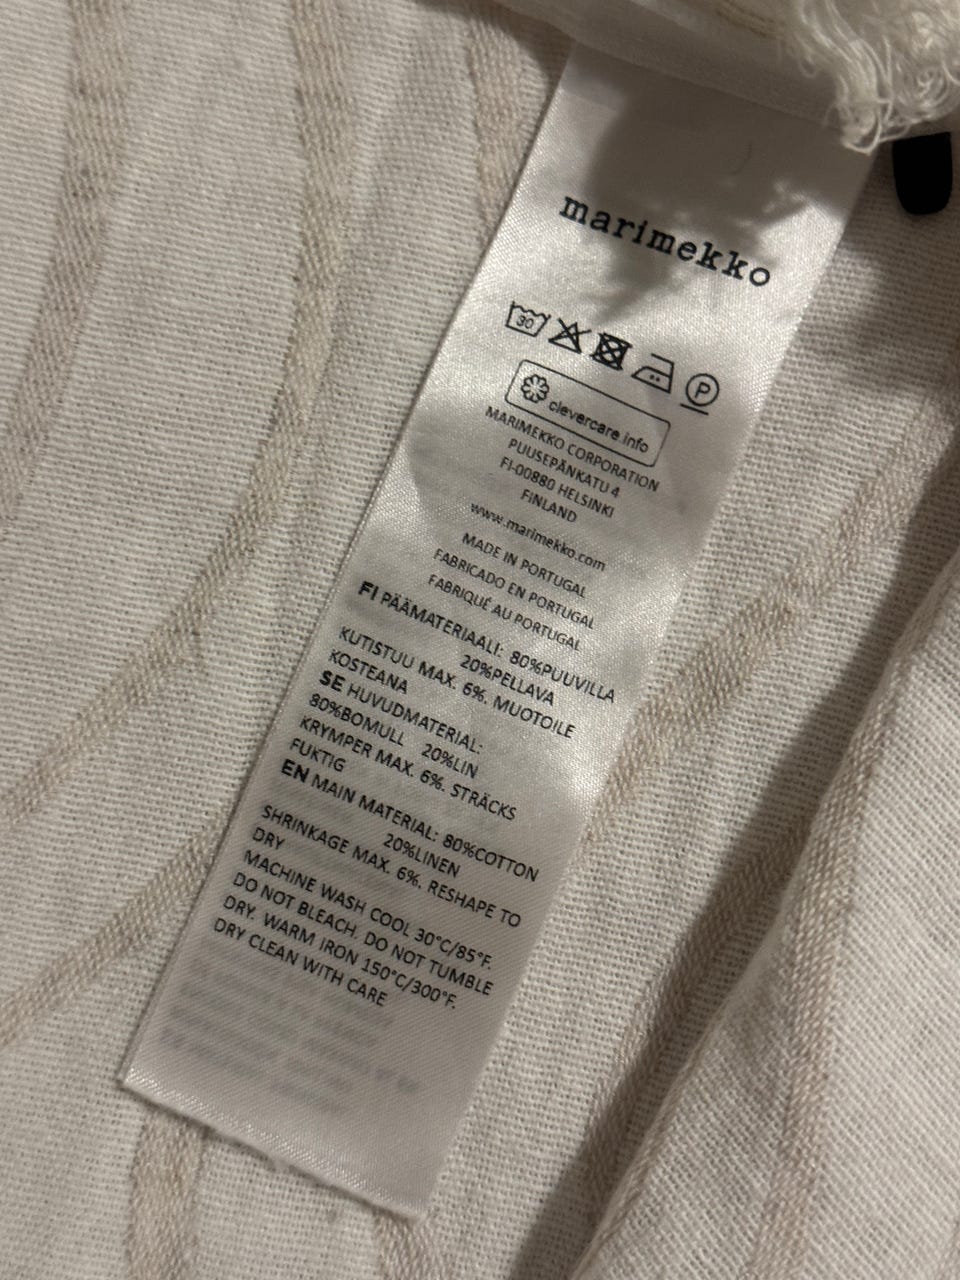 marimekko
30
P
clevercare.info
MARIMEKKO CORPORATION
PUUSEPÄNKATU 4
FI-00880 HELSINKI
FINLAND
www.marimekko.com
MADE IN PORTUGAL
FABRICADO EN PORTUGAL
FABRIQUÉ AU PORTUGAL
FI PÄÄMATERIAALI: 80%PUUVILLA
20%PELLAVA
KUTISTUU MAX. 6%. MUOTOILE
KOSTEANA
SE HUVUDMATERIAL:
80%BOMULL 20%LIN
KRYMPER MAX. 6%. STRÄCKS
FUKTIG
EN MAIN MATERIAL: 80%COTTON
20%LINEN
SHRINKAGE MAX. 6%. RESHAPE TO
DRY
MACHINE WASH COOL 30°C/85°F.
DO NOT BLEACH. DO NOT TUMBLE
DRY. WARM IRON 150°C/300°F.
DRY CLEAN WITH CARE